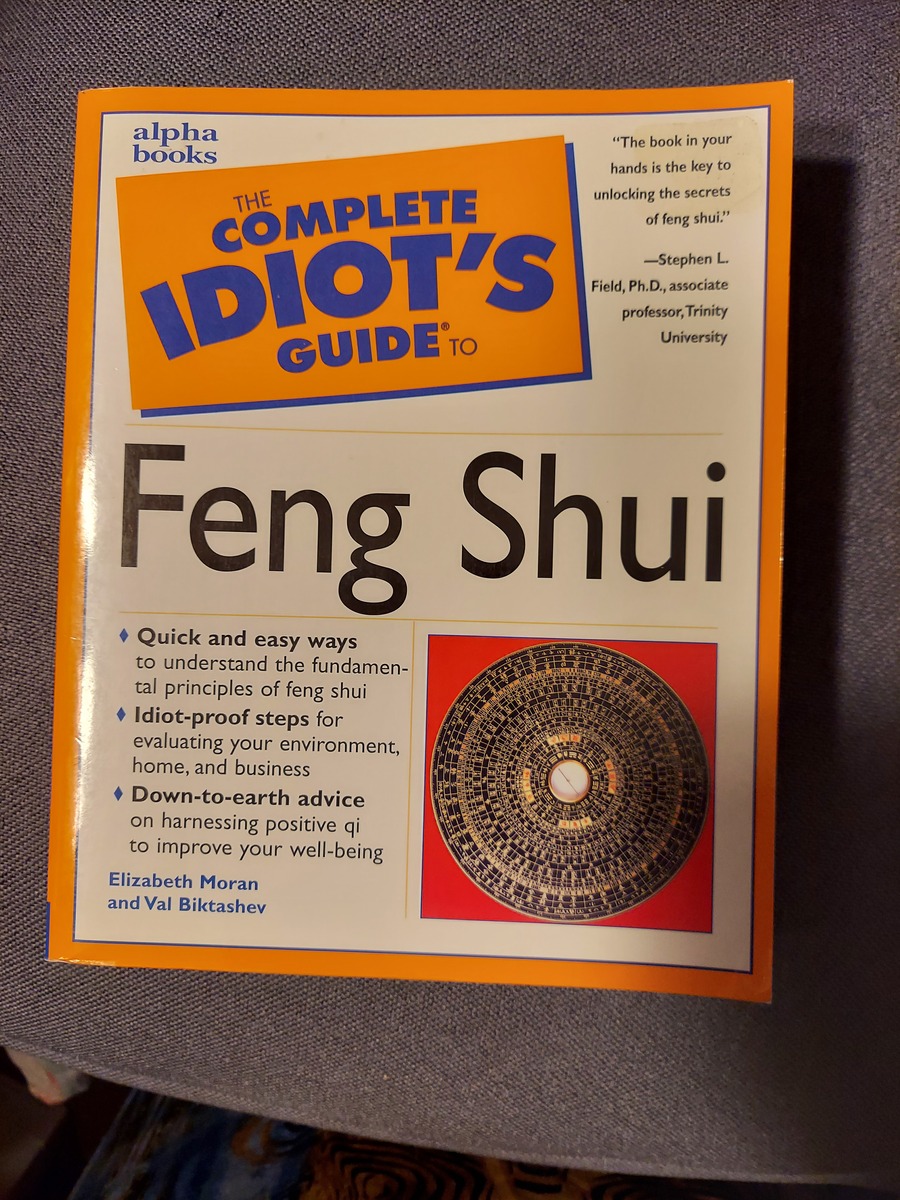 alpha
books
THE
COMPLETE
IDIOT'S
GUIDE® TO
"The book in your
hands is the key to
unlocking the secrets
of feng shui."
—Stephen L.
Field, Ph.D., associate
professor, Trinity
University
Feng Shui
♦ Quick and easy ways
to understand the fundamen-
tal principles of feng shui
♦ Idiot-proof steps for
evaluating your environment,
home, and business
♦ Down-to-earth advice
on harnessing positive qi
to improve your well-being
Elizabeth Moran
and Val Biktashev